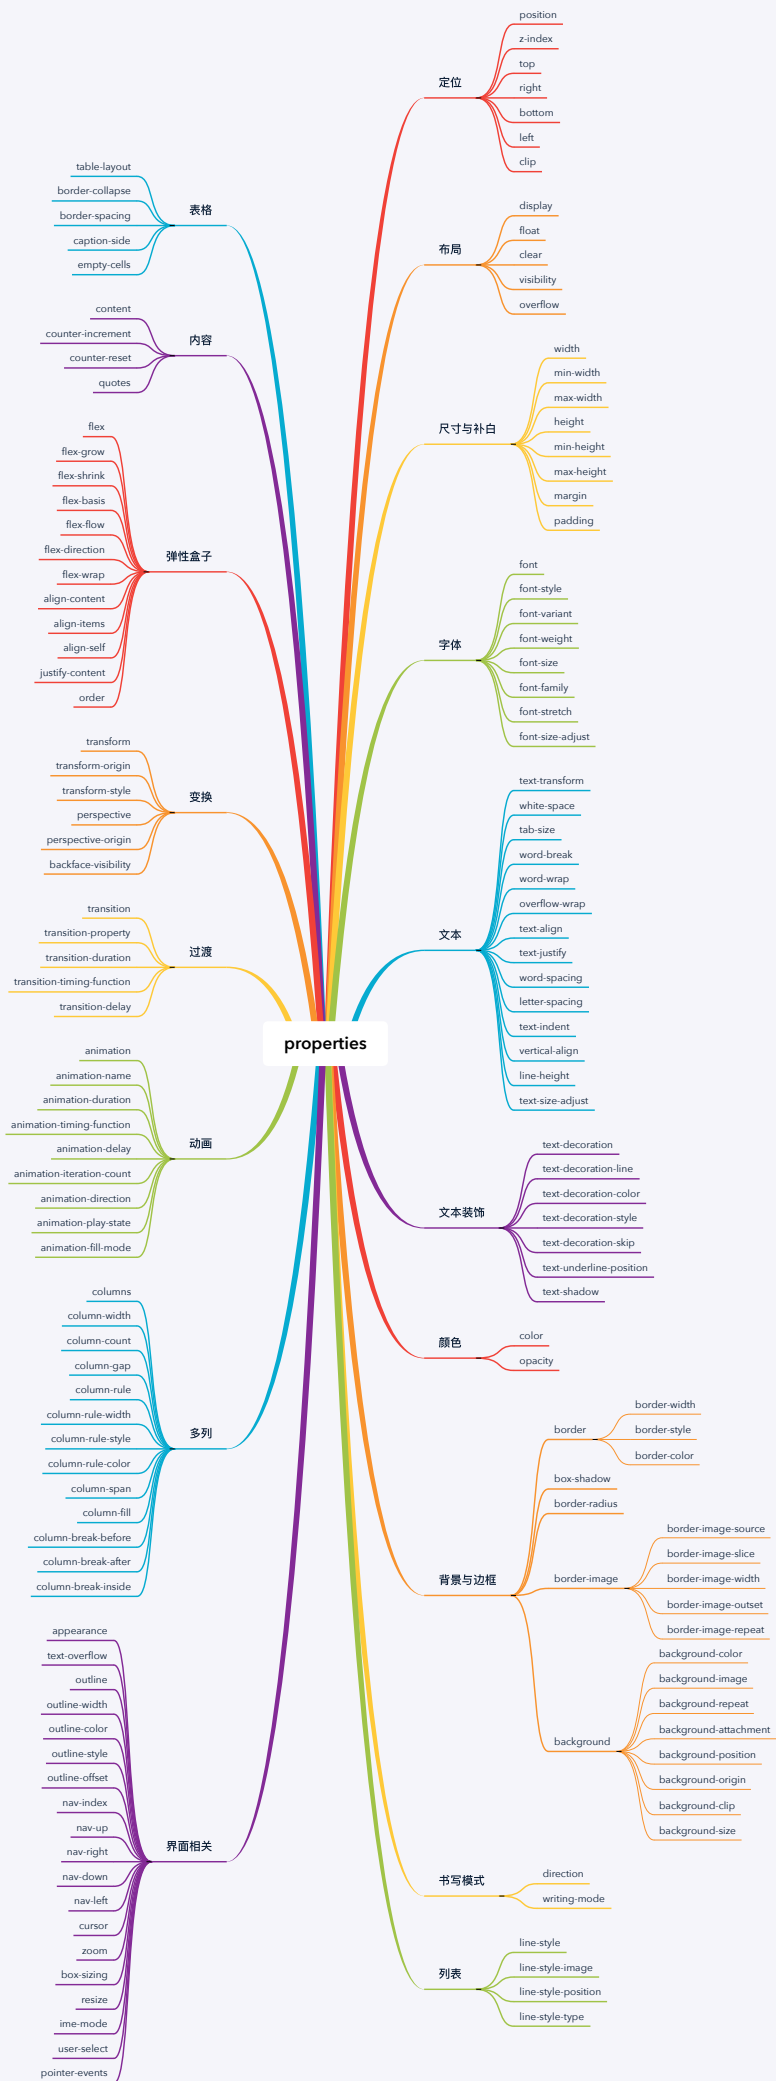 properties
定位
position
z-index
top
right
bottom
left
clip
布局
display
float
clear
visibility
overflow
尺寸与补白
width
min-width
max-width
height
min-height
max-height
margin
padding
字体
font
font-style
font-variant
font-weight
font-size
font-family
font-stretch
font-size-adjust
文本
text-transform
white-space
tab-size
word-break
word-wrap
overflow-wrap
text-align
text-justify
word-spacing
letter-spacing
text-indent
vertical-align
line-height
text-size-adjust
文本装饰
text-decoration
text-decoration-line
text-decoration-color
text-decoration-style
text-decoration-skip
text-underline-position
text-shadow
颜色
color
opacity
背景与边框
border
border-width
border-style
border-color
box-shadow
border-radius
border-image
border-image-source
border-image-slice
border-image-width
border-image-outset
border-image-repeat
background
background-color
background-image
background-repeat
background-attachment
background-position
background-origin
background-clip
background-size
书写模式
direction
writing-mode
列表
line-style
line-style-image
line-style-position
line-style-type
表格
table-layout
border-collapse
border-spacing
caption-side
empty-cells
内容
content
counter-increment
counter-reset
quotes
弹性盒子
flex
flex-grow
flex-shrink
flex-basis
flex-flow
flex-direction
flex-wrap
align-content
align-items
align-self
justify-content
order
变换
transform
transform-origin
transform-style
perspective
perspective-origin
backface-visibility
过渡
transition
transition-property
transition-duration
transition-timing-function
transition-delay
动画
animation
animation-name
animation-duration
animation-timing-function
animation-delay
animation-iteration-count
animation-direction
animation-play-state
animation-fill-mode
多列
columns
column-width
column-count
column-gap
column-rule
column-rule-width
column-rule-style
column-rule-color
column-span
column-fill
column-break-before
column-break-after
column-break-inside
界面相关
appearance
text-overflow
outline
outline-width
outline-color
outline-style
outline-offset
nav-index
nav-up
nav-right
nav-down
nav-left
cursor
zoom
box-sizing
resize
ime-mode
user-select
pointer-events